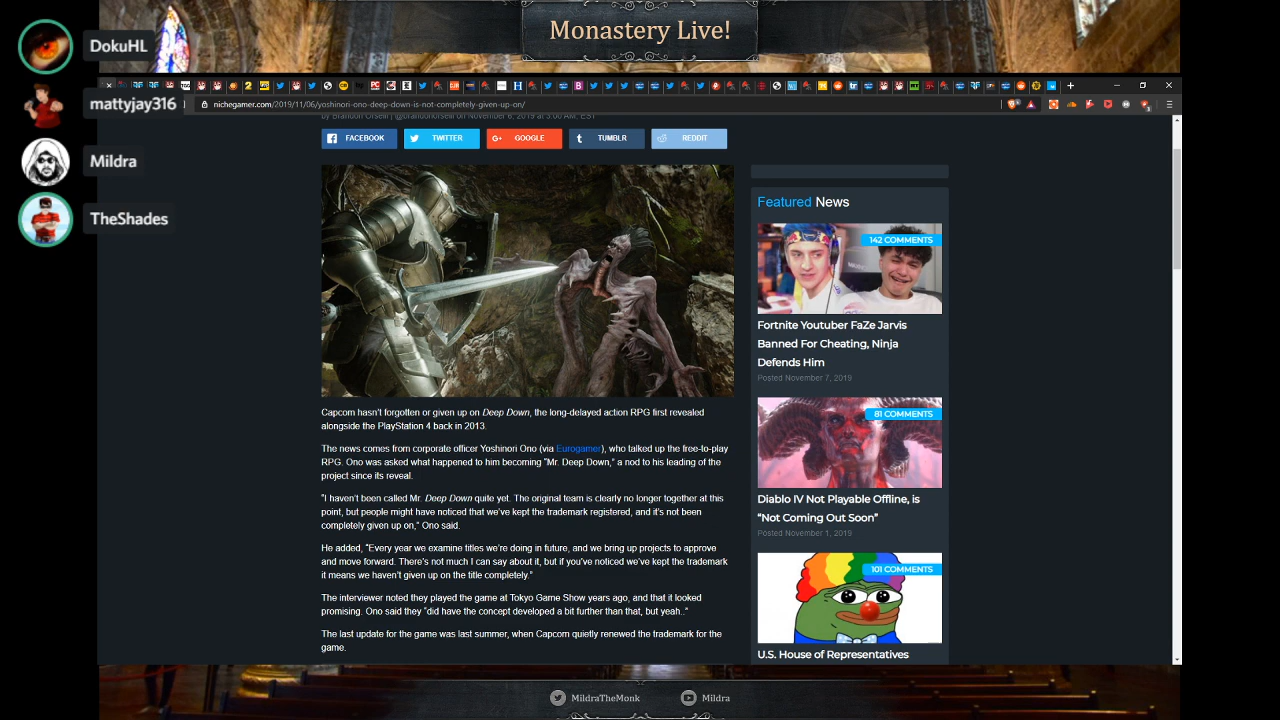 Monastery Live!
DokuHL
mattyjay316
Mildra
TheShades
nichegamer.com/2019/11/06/yoshinori-ono-deep-down-is-not-completely-given-up-on/
by Brandon Orselli | @brandonorselli on November 6, 2019 at 5:00 AM, EST
FACEBOOK
TWITTER
G+ GOOGLE
TUMBLR
REDDIT
Capcom hasn't forgotten or given up on Deep Down, the long-delayed action RPG first revealed
alongside the PlayStation 4 back in 2013.
The news comes from corporate officer Yoshinori Ono (via Eurogamer), who talked up the free-to-play
RPG. Ono was asked what happened to him becoming "Mr. Deep Down," a nod to his leading of the
project since its reveal.
"I haven't been called Mr. Deep Down quite yet. The original team is clearly no longer together at this
point, but people might have noticed that we've kept the trademark registered, and it's not been
completely given up on," Ono said.
He added, "Every year we examine titles we're doing in future, and we bring up projects to approve
and move forward. There's not much I can say about it, but if you've noticed we've kept the trademark
it means we haven't given up on the title completely."
The interviewer noted they played the game at Tokyo Game Show years ago, and that it looked
promising. Ono said they "did have the concept developed a bit further than that, but yeah.."
The last update for the game was last summer, when Capcom quietly renewed the trademark for the
game.
Featured News
142 COMMENTS
Fortnite Youtuber FaZe Jarvis
Banned For Cheating, Ninja
Defends Him
Posted November 7, 2019
81 COMMENTS
Diablo IV Not Playable Offline, is
"Not Coming Out Soon"
Posted November 1, 2019
101 COMMENTS
U.S. House of Representatives
MildraTheMonk
Mildra